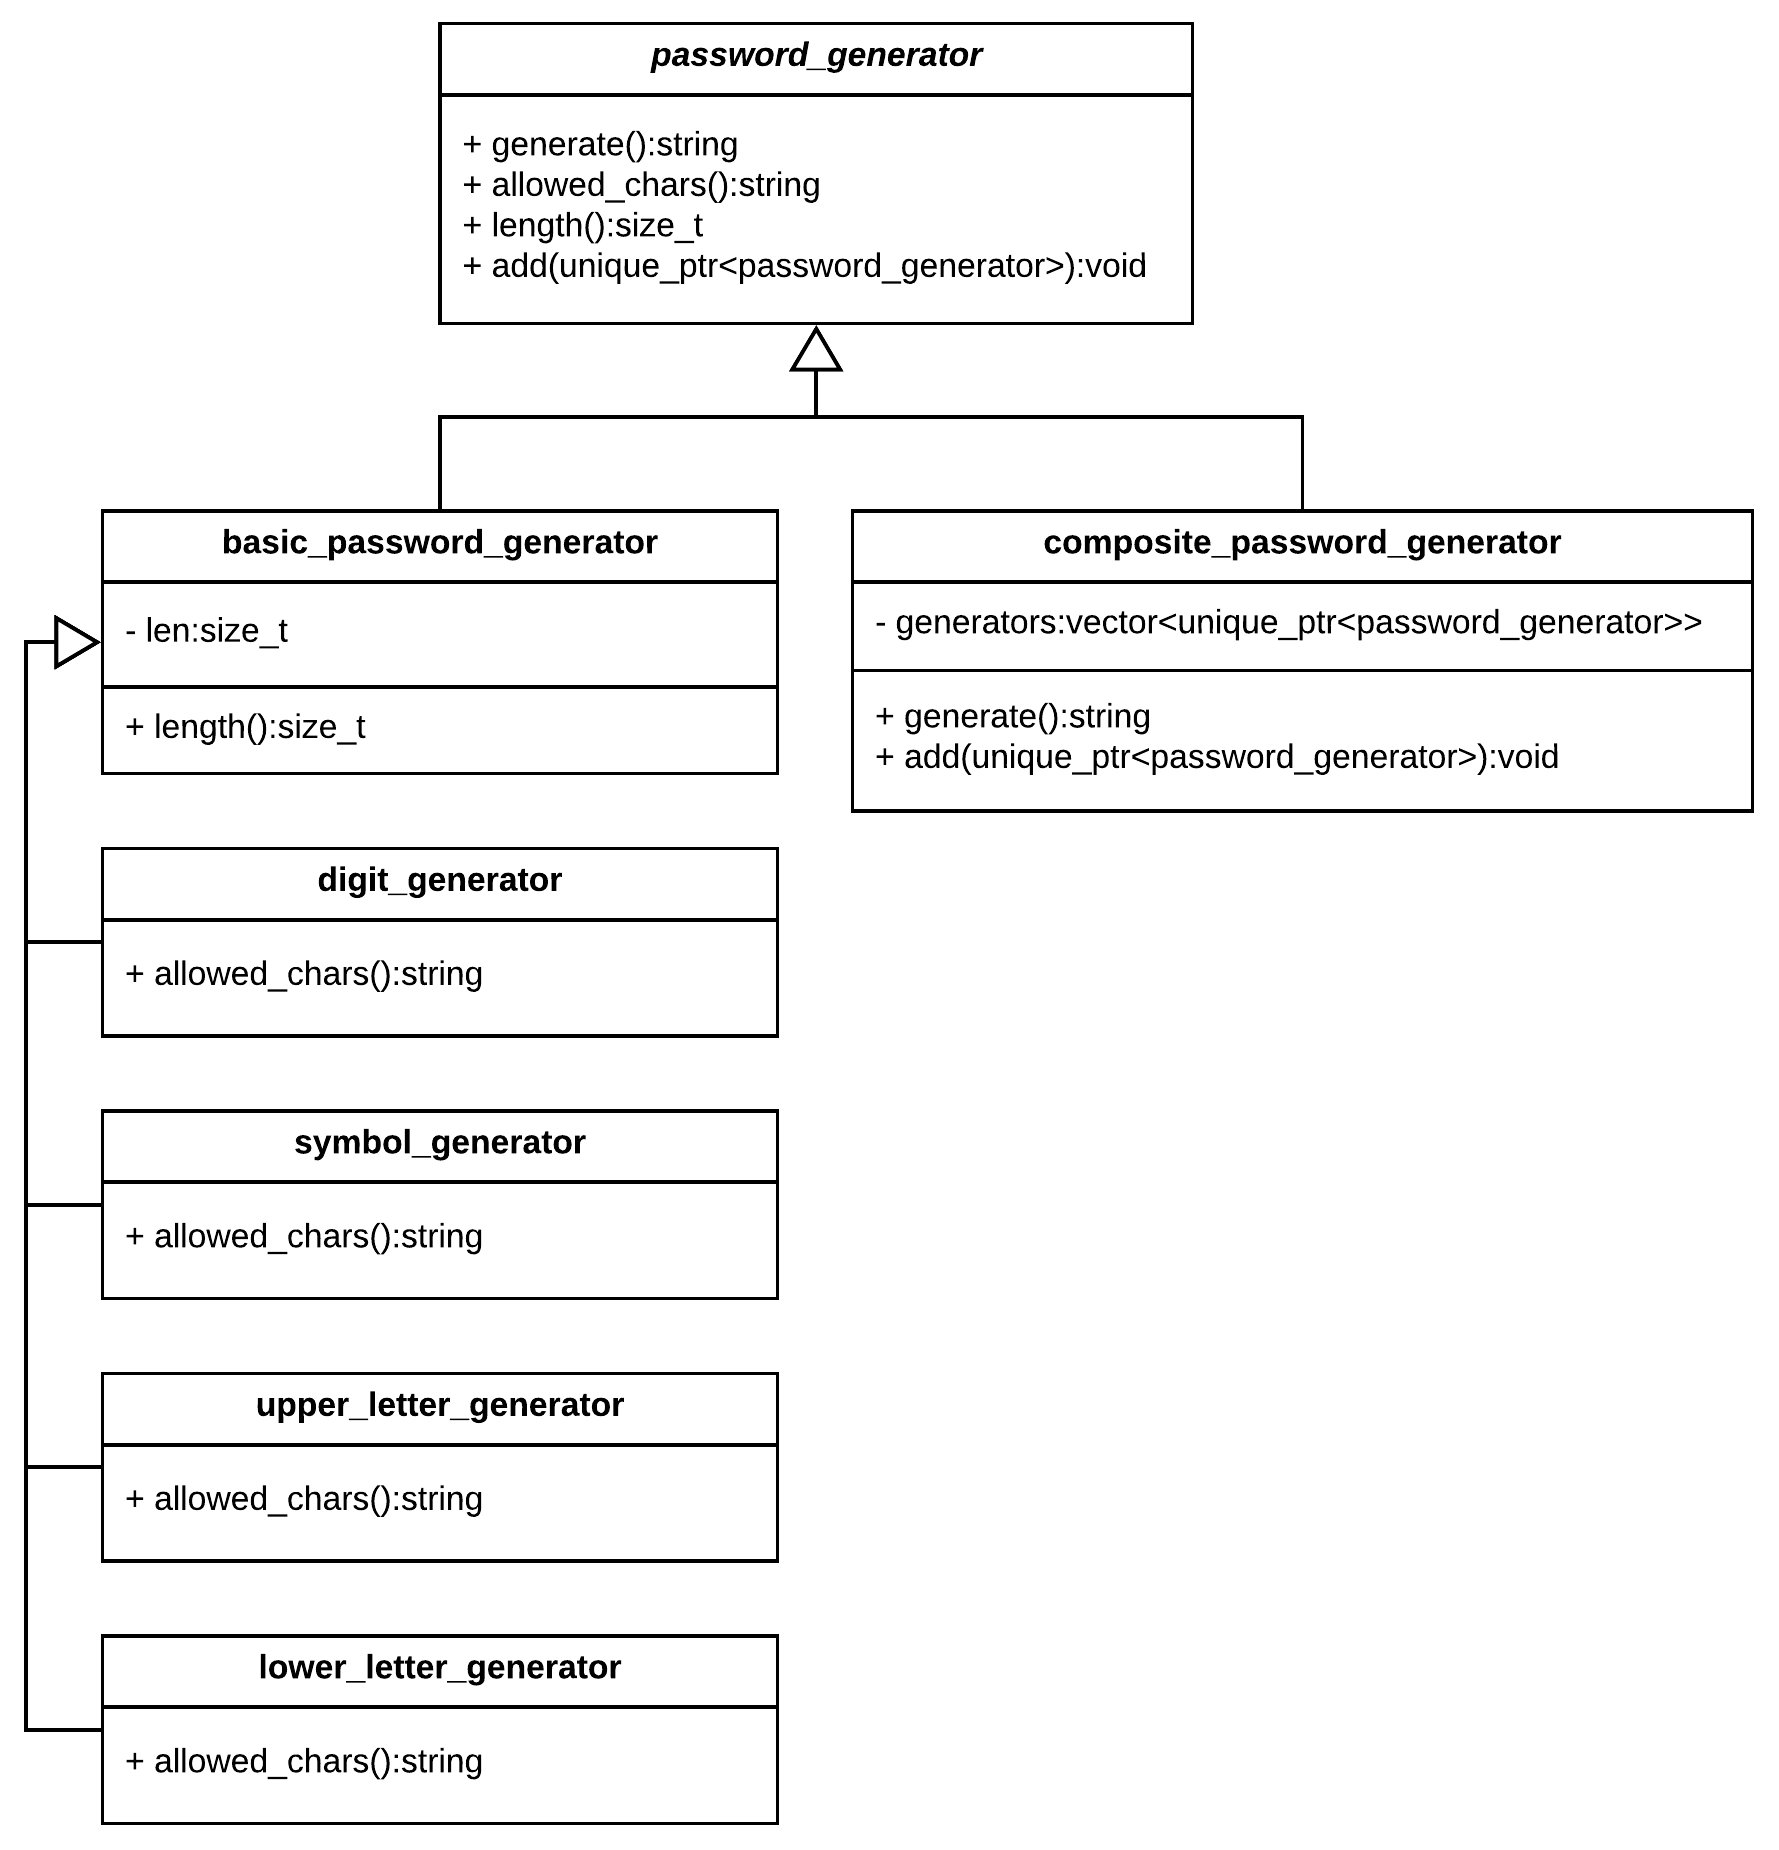 password_generator
+ generate():string
+ allowed_chars():string
+ length():size_t
+ add(unique_ptr<password_generator>):void
basic_password_generator
- len:size_t
+ length():size_t
composite_password_generator
- generators:vector<unique_ptr<password_generator>>
+ generate():string
+ add(unique_ptr<password_generator>):void
digit_generator
+ allowed_chars():string
symbol_generator
+ allowed_chars():string
upper_letter_generator
+ allowed_chars():string
lower_letter_generator
+ allowed_chars():string